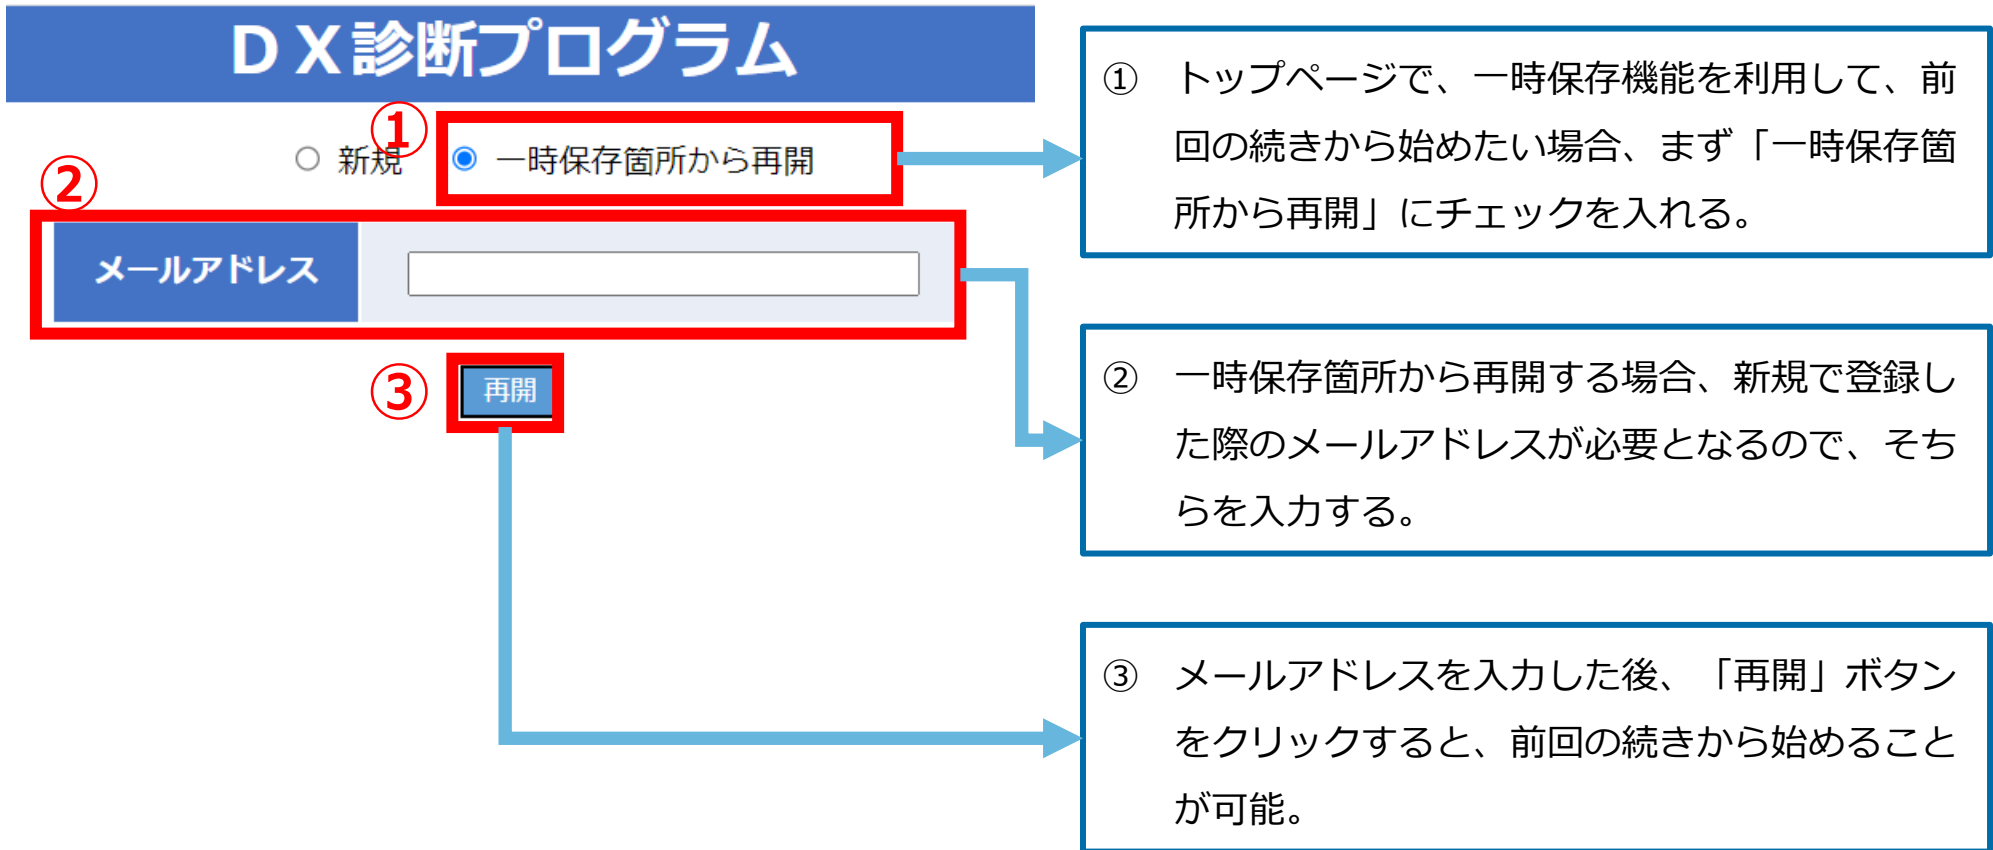 ＤＸ診断プログラム
①
新規
一時保存箇所から再開
②
メールアドレス
③
再開
① トップページで、一時保存機能を利用して、前
回の続きから始めたい場合、まず「一時保存箇
所から再開」にチェックを入れる。
② 一時保存箇所から再開する場合、新規で登録し
た際のメールアドレスが必要となるので、そち
らを入力する。
③ メールアドレスを入力した後、「再開」ボタン
をクリックすると、前回の続きから始めること
が可能。